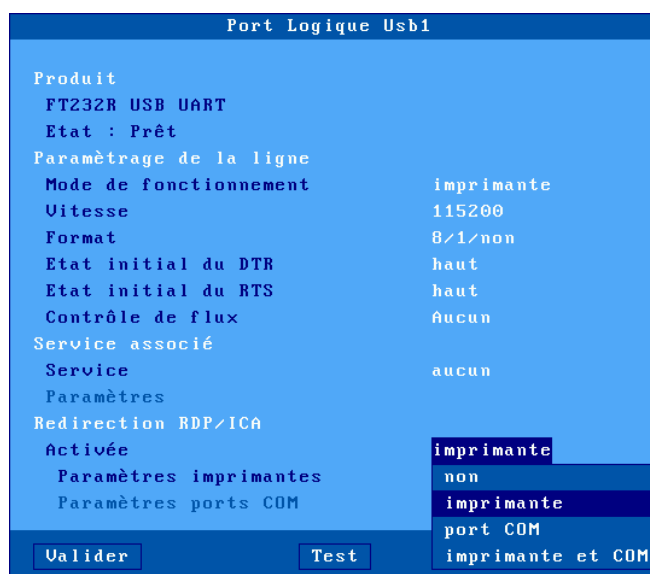 Port Logique Usb1
Produit
FT232R USB UART
Etat : Prêt
Paramètrage de la ligne
Mode de fonctionnement imprimante
Vitesse 115200
Format 8/1/non
Etat initial du DTR haut
Etat initial du RTS haut
Contrôle de flux Aucun
Service associé
Service aucun
Paramètres
Redirection RDP/ICA
Activée imprimante
Paramètres imprimantes non
Paramètres ports COM imprimante
port COM
Valider Test imprimante et COM